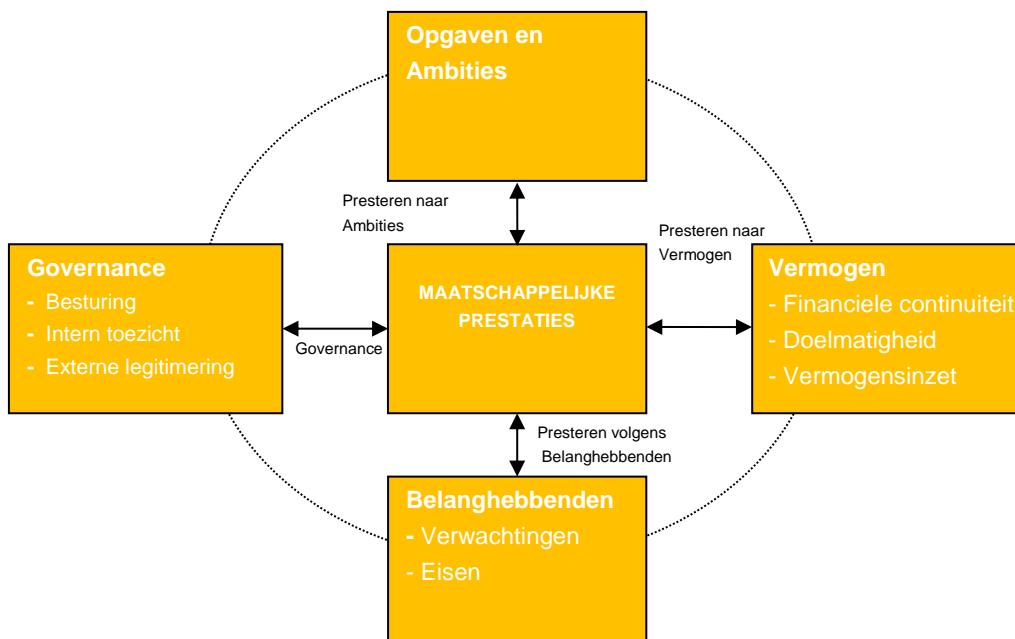 Opgaven en
Ambities
Presteren naar
Ambities
Presteren naar
Vermogen
Governance
- Besturing
- Intern toezicht
- Externe legitimering
Governance
MAATSCHAPPELIJKE
PRESTATIES
Vermogen
- Financiele continuiteit
- Doelmatigheid
- Vermogensinzet
Presteren volgens
Belanghebbenden
Belanghebbenden
- Verwachtingen
- Eisen